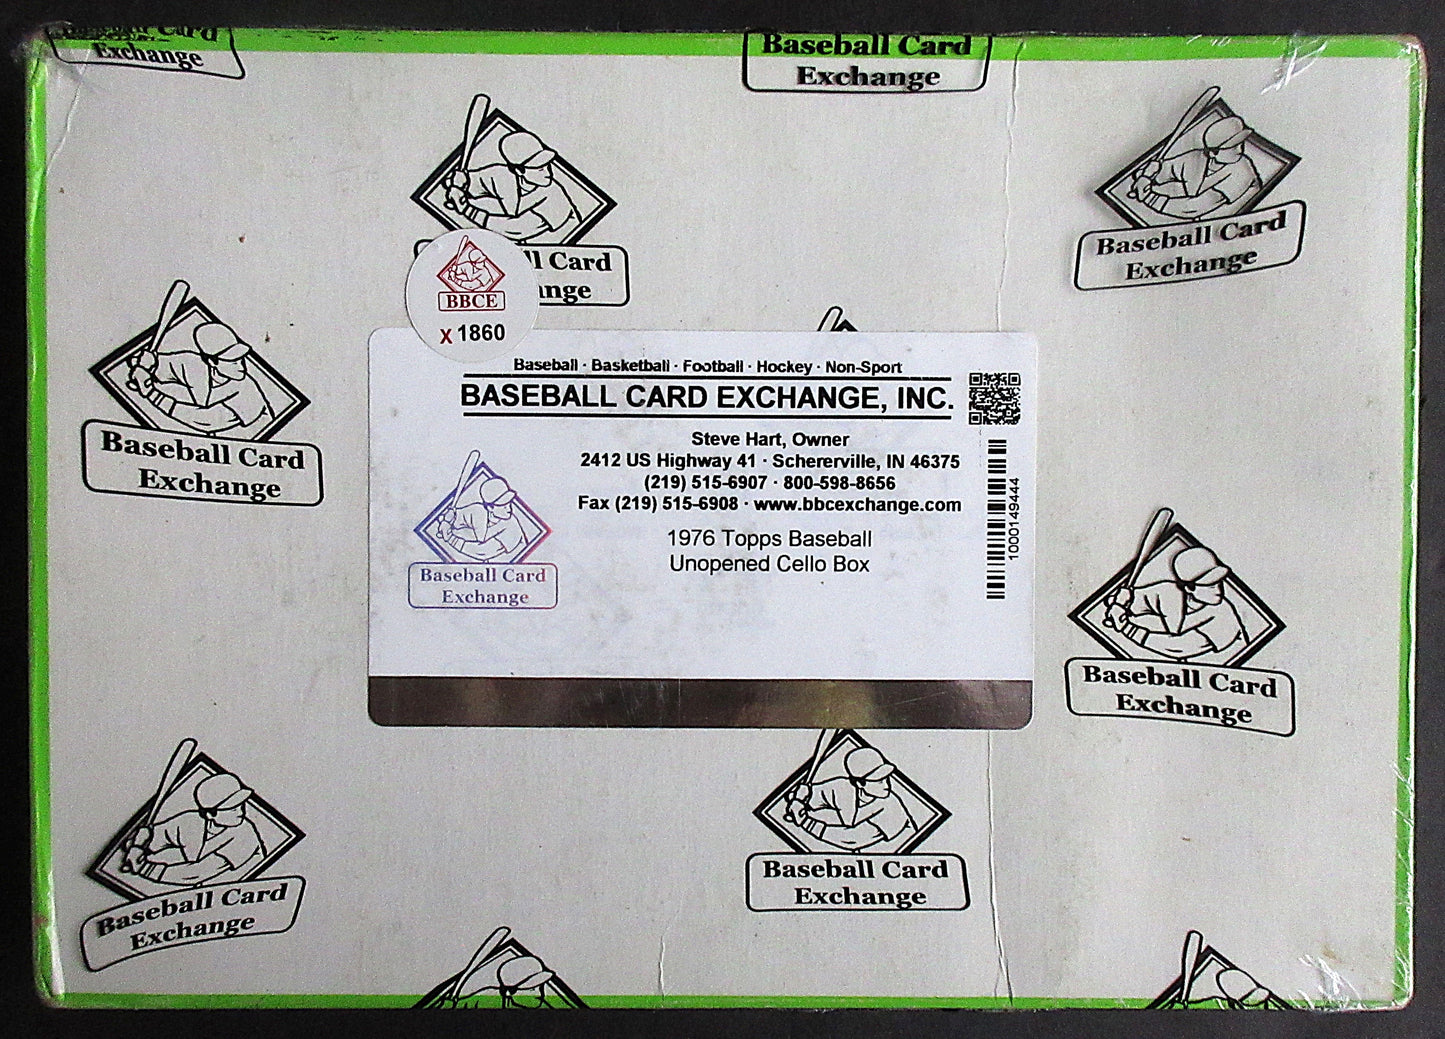 Card
Exchange
Baseball Card
Exchange
Baseball Card
Exchange
ll Card
nge
BBCE
X 1860
Baseball Card
Exchange
Baseball · Basketball · Football · Hockey · Non-Sport
BASEBALL CARD EXCHANGE, INC.
Steve Hart, Owner
2412 US Highway 41 · Schererville, IN 46375
(219) 515-6907 · 800-598-8656
Fax (219) 515-6908 · www.bbcexchange.com
1976 Topps Baseball
Unopened Cello Box
1000149444
Baseball Card
Exchange
Baseball Card
Exchange
Baseball Card
Exchange
Baseball Card
Exchange